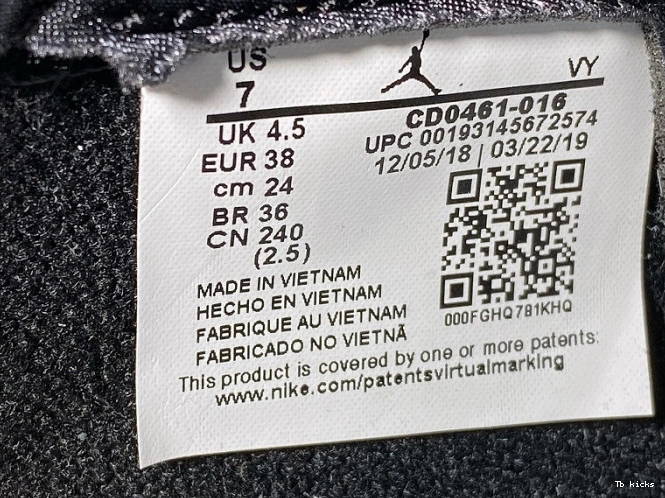 US
7
UK 4.5
EUR 38
cm 24
BR 36
CN 240
(2.5)
VY
CD0461-016
UPC 00193145672574
12/05/18 | 03/22/19
000FGHQ781KHQ
MADE IN VIETNAM
HECHO EN VIETNAM
FABRIQUE AU VIETNAM
FABRICADO NO VIETNÃ
This product is covered by one or more patents:
www.nike.com/patentsvirtualmarking
Tb kicks